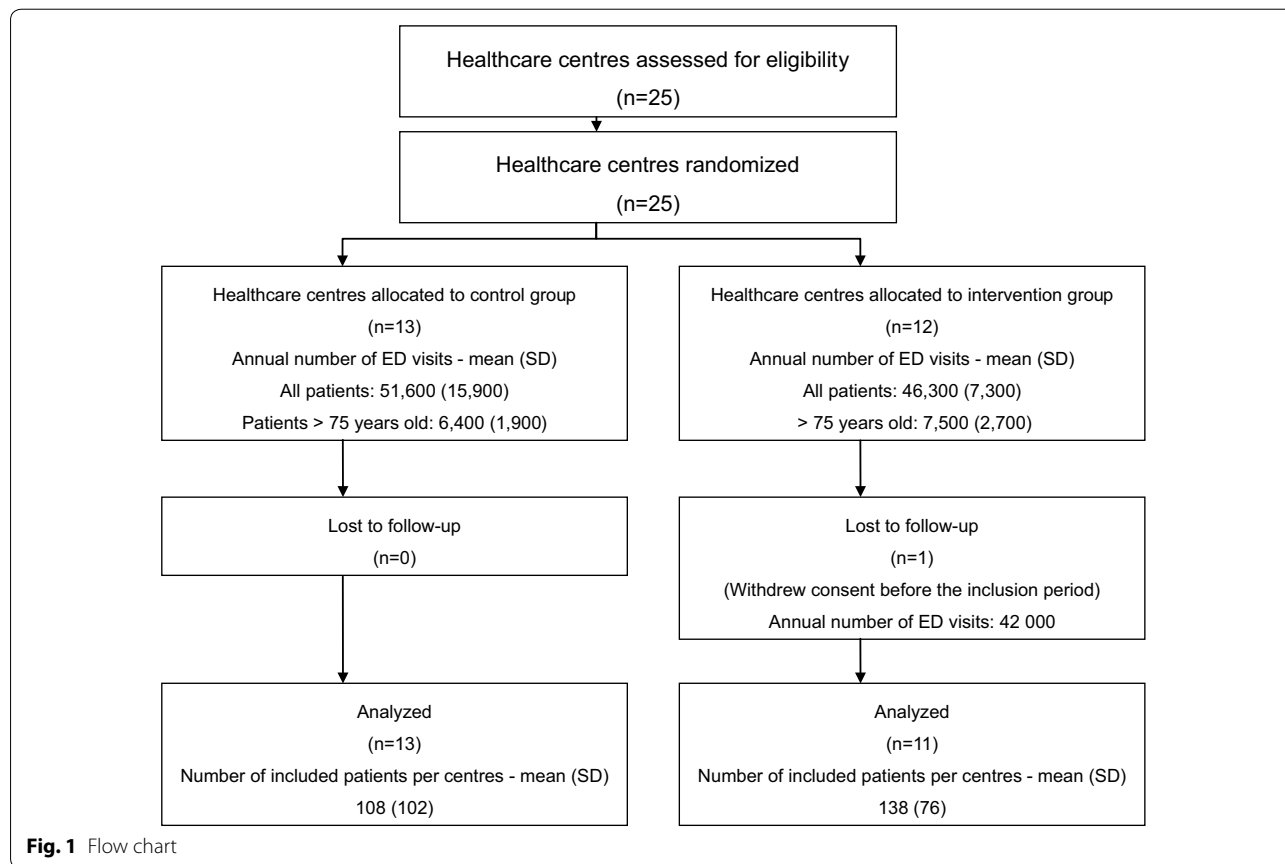 Healthcare centres assessed for eligibility
(n=25)
Healthcare centres randomized
(n=25)
Healthcare centres allocated to control group
(n=13)
Annual number of ED visits - mean (SD)
All patients: 51,600 (15,900)
Patients > 75 years old: 6,400 (1,900)
Healthcare centres allocated to intervention group
(n=12)
Annual number of ED visits - mean (SD)
All patients: 46,300 (7,300)
> 75 years old: 7,500 (2,700)
Lost to follow-up
(n=0)
Lost to follow-up
(n=1)
(Withdrew consent before the inclusion period)
Annual number of ED visits: 42 000
Analyzed
(n=13)
Number of included patients per centres - mean (SD)
108 (102)
Analyzed
(n=11)
Number of included patients per centres - mean (SD)
138 (76)
Fig. 1 Flow chart